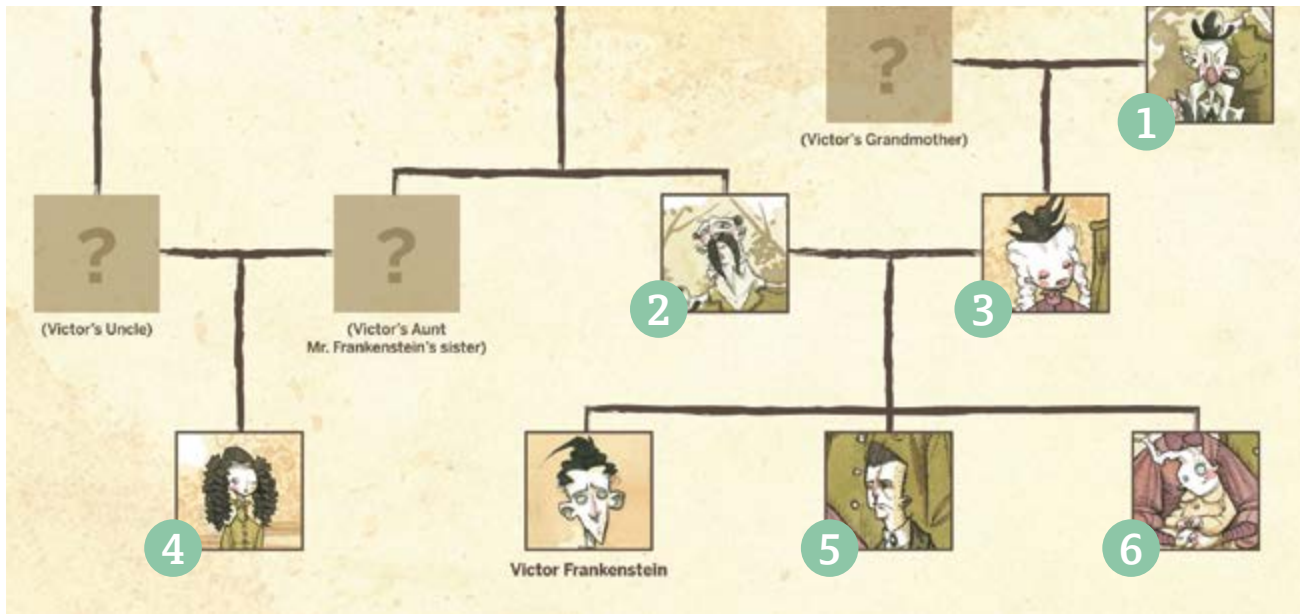 ?
1
(Victor's Grandmother)
?
?
2
3
(Victor's Uncle)
(Victor's Aunt
Mr. Frankenstein's sister)
4
5
6
Victor Frankenstein